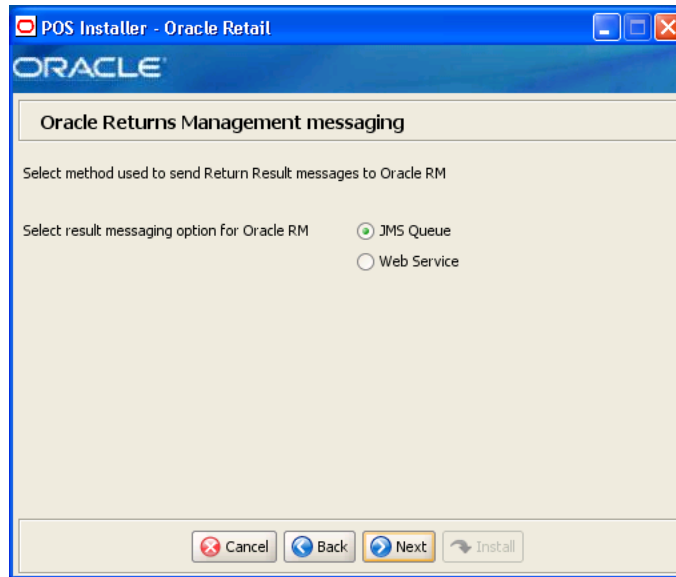 POS Installer - Oracle Retail
ORACLE
Oracle Returns Management messaging
Select method used to send Return Result messages to Oracle RM
Select result messaging option for Oracle RM
JMS Queue
Web Service
Cancel
Back
Next
Install